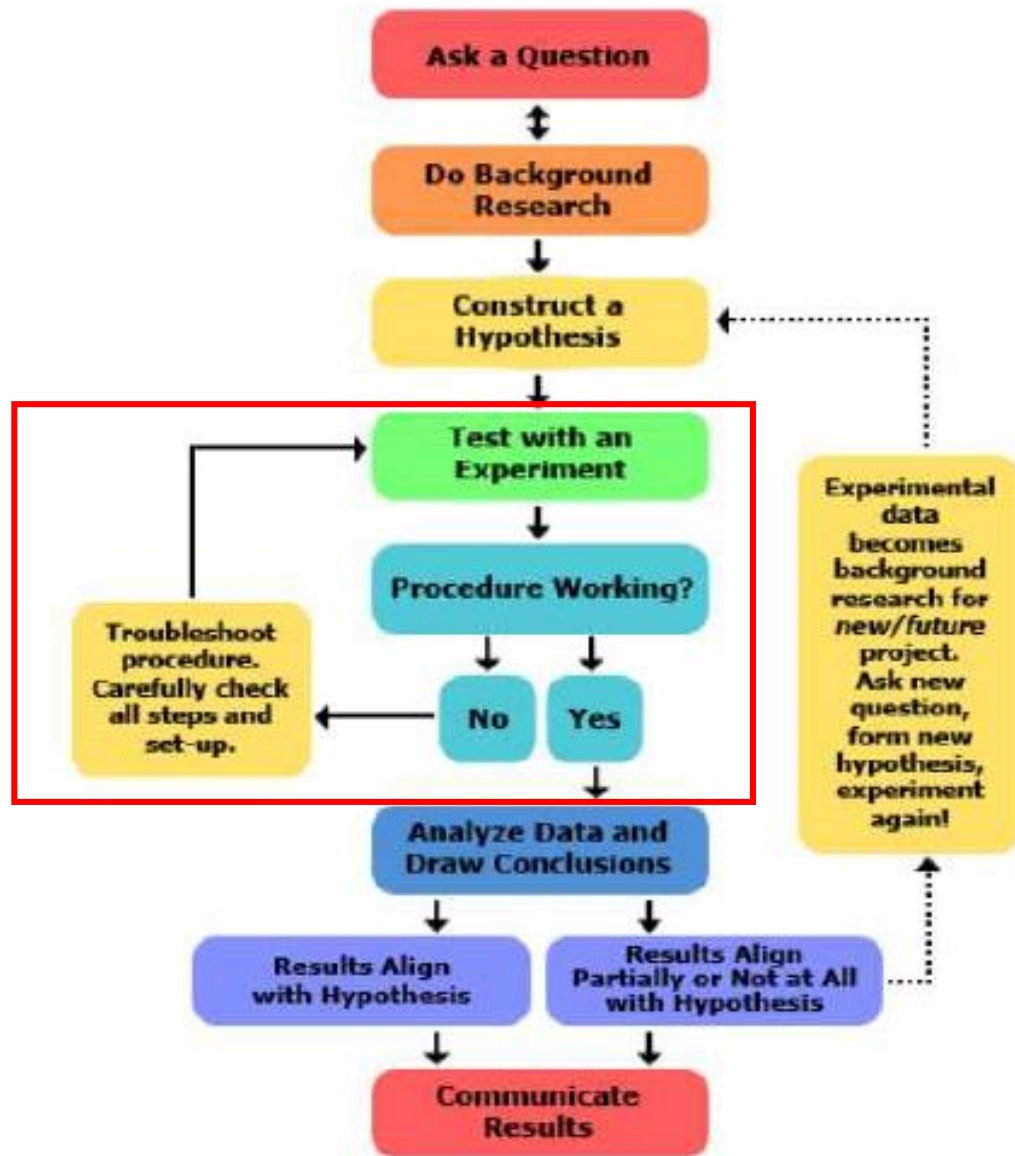 Ask a Question
Do Background
Research
Construct a
Hypothesis
Test with an
Experiment
Procedure Working?
Troubleshoot
procedure.
Carefully check
all steps and
set-up.
No
Yes
Experimental
data
becomes
background
research for
new/future
project.
Ask new
question,
form new
hypothesis,
experiment
again!
Analyze Data and
Draw Conclusions
Results Align
with Hypothesis
Results Align
Partially or Not at All
with Hypothesis
Communicate
Results